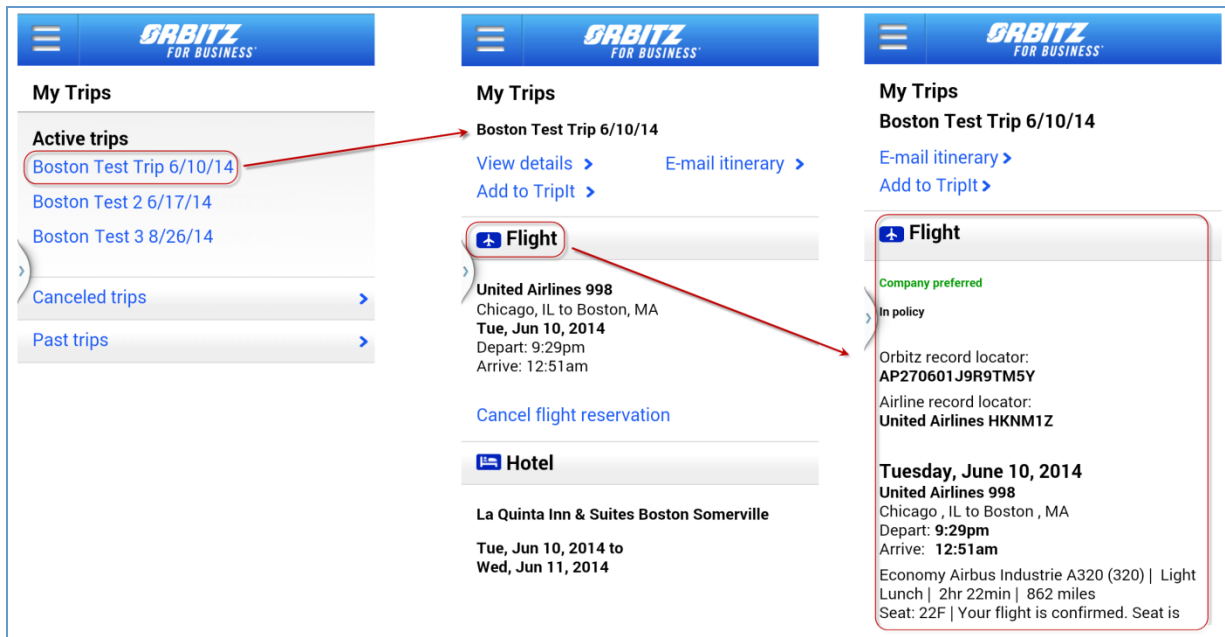 ORBITZ
FOR BUSINESS
My Trips
Active trips
Boston Test Trip 6/10/14
Boston Test 2 6/17/14
Boston Test 3 8/26/14
Canceled trips
Past trips
ORBITZ
FOR BUSINESS
My Trips
Boston Test Trip 6/10/14
View details > E-mail itinerary >
Add to TripIt >
Flight
United Airlines 998
Chicago, IL to Boston, MA
Tue, Jun 10, 2014
Depart: 9:29pm
Arrive: 12:51am
Cancel flight reservation
Hotel
La Quinta Inn & Suites Boston Somerville
Tue, Jun 10, 2014 to
Wed, Jun 11, 2014
ORBITZ
FOR BUSINESS
My Trips
Boston Test Trip 6/10/14
E-mail itinerary >
Add to TripIt >
Flight
Company preferred
In policy
Orbitz record locator:
AP270601J9R9TM5Y
Airline record locator:
United Airlines HKNM1Z
Tuesday, June 10, 2014
United Airlines 998
Chicago , IL to Boston , MA
Depart: 9:29pm
Arrive: 12:51am
Economy Airbus Industrie A320 (320) | Light
Lunch | 2hr 22min | 862 miles
Seat: 22F | Your flight is confirmed. Seat is